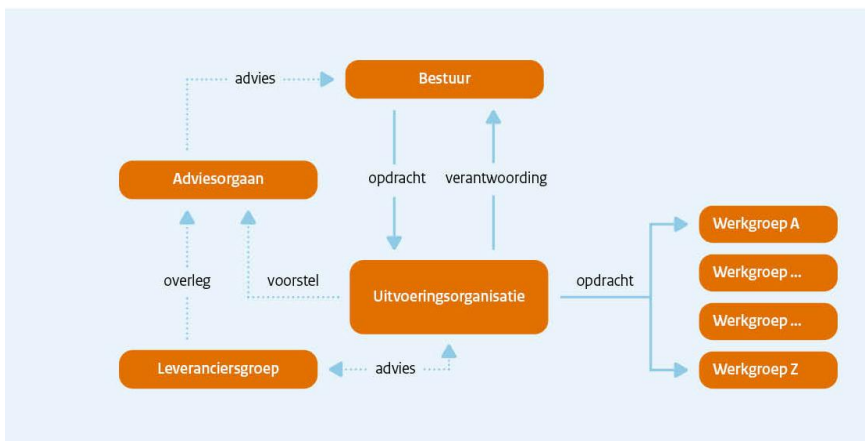 advies
Bestuur
Adviesorgaan
opdracht
verantwoording
Werkgroep A
overleg
voorstel
Uitvoeringsorganisatie
opdracht
Werkgroep ...
Werkgroep ...
Leveranciersgroep
advies
Werkgroep Z